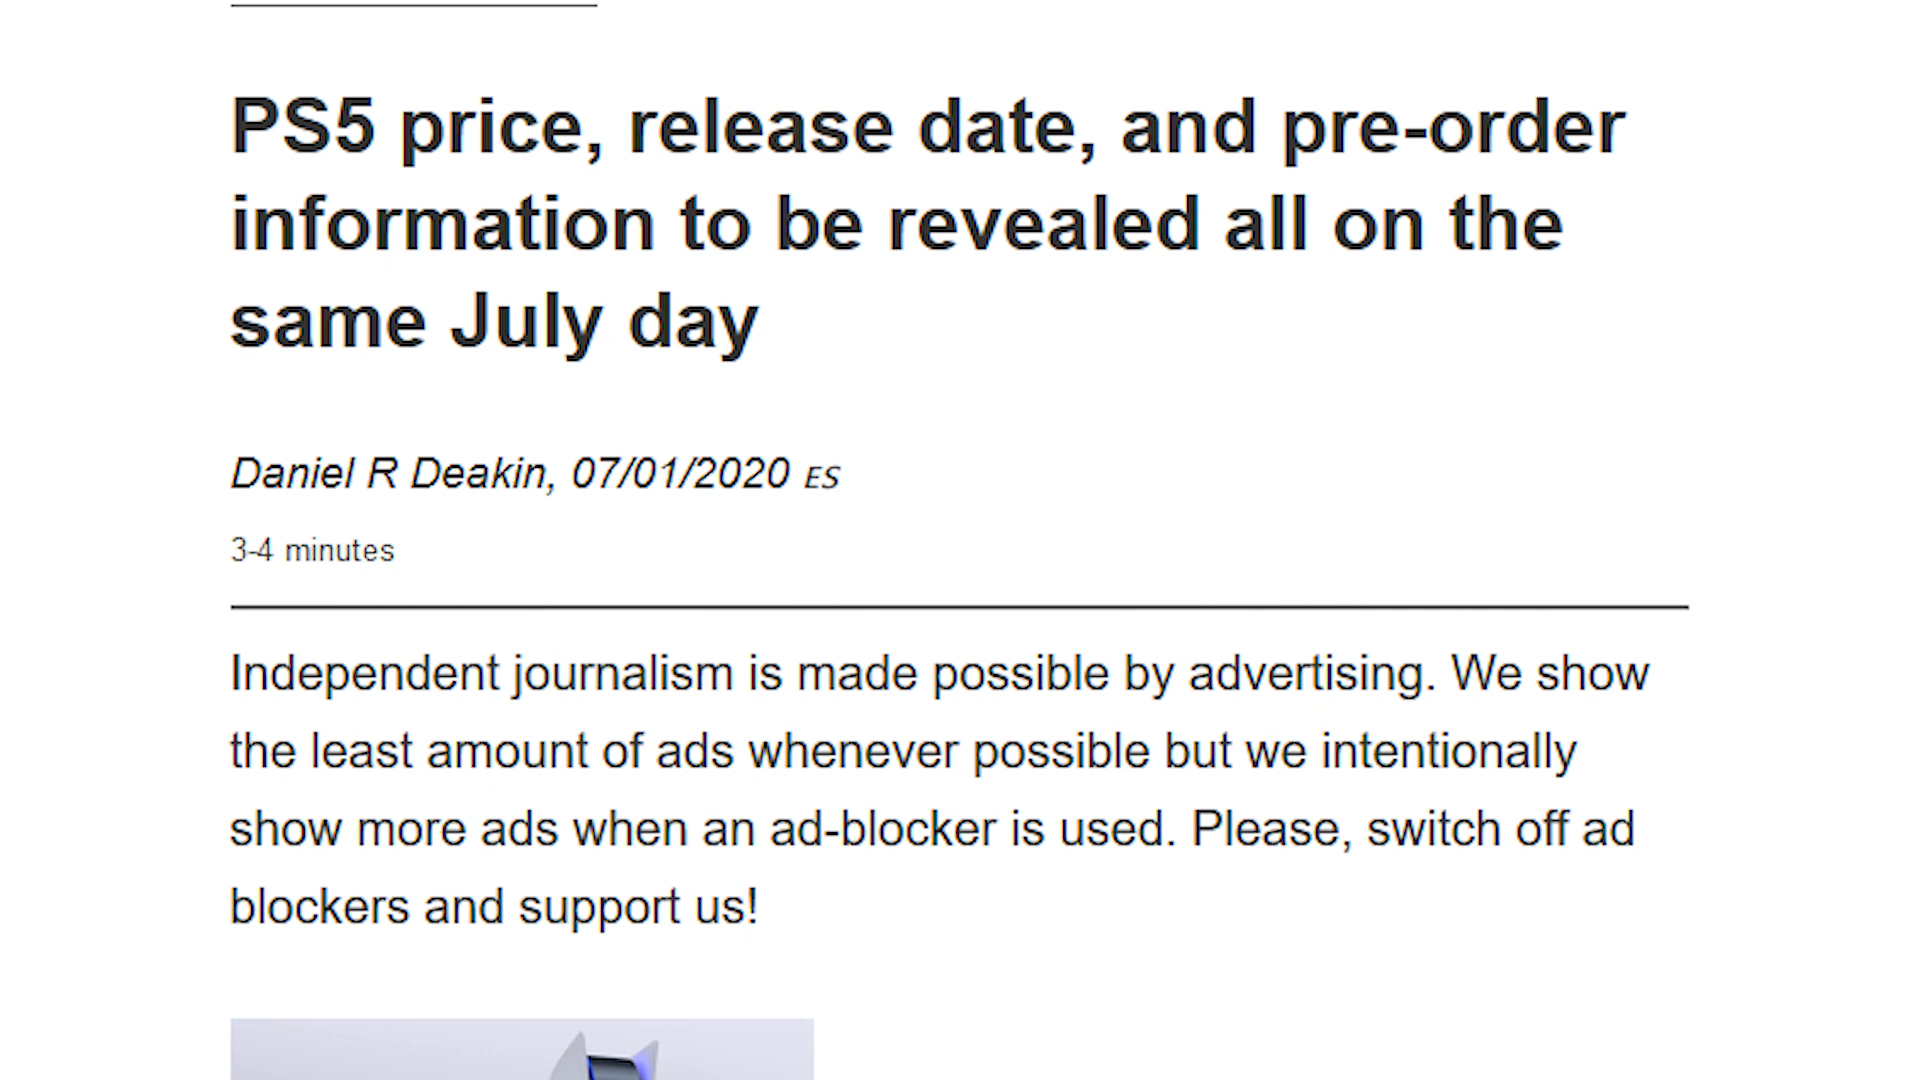 PS5 price, release date, and pre-order
information to be revealed all on the
same July day
Daniel R Deakin, 07/01/2020 ES
3-4 minutes
Independent journalism is made possible by advertising. We show
the least amount of ads whenever possible but we intentionally
show more ads when an ad-blocker is used. Please, switch off ad
blockers and support us!